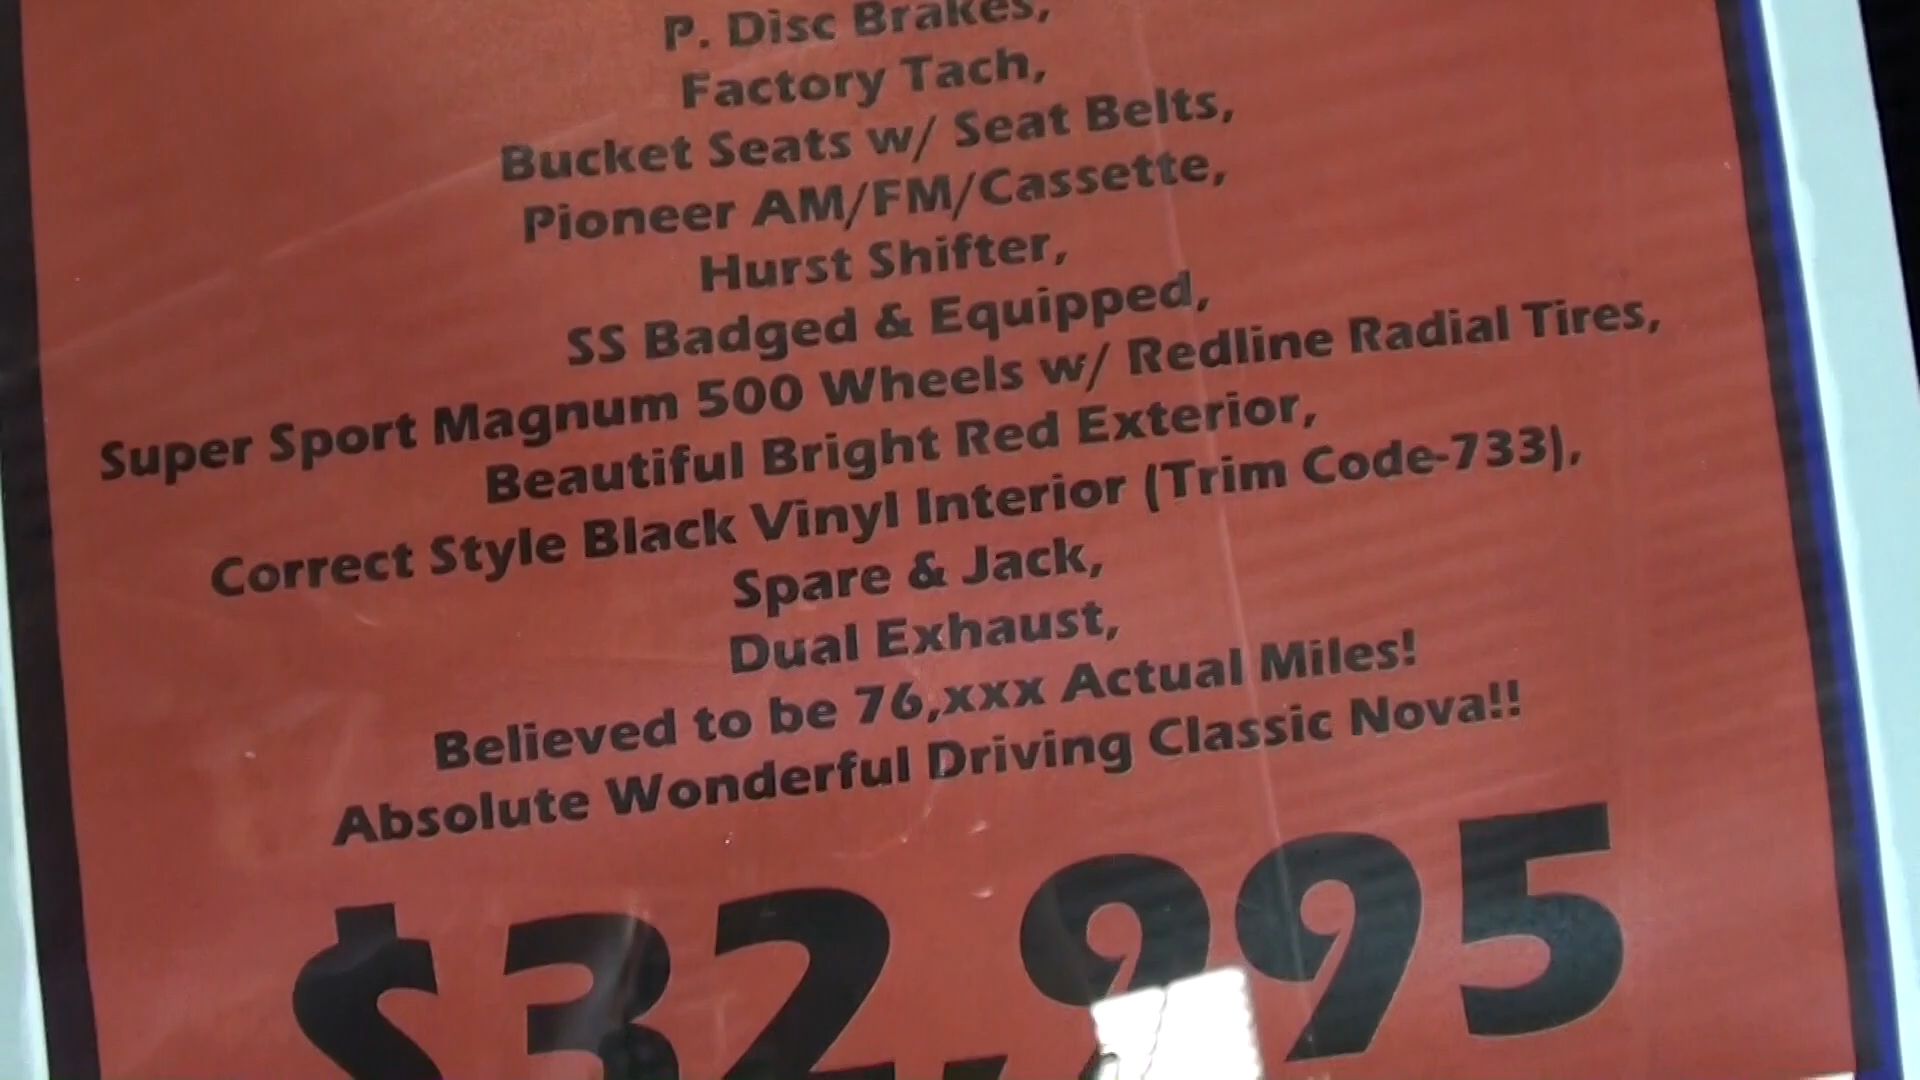 P. Disc Brakes,
Factory Tach,
Bucket Seats w/ Seat Belts,
Pioneer AM/FM/Cassette,
Hurst Shifter,
SS Badged & Equipped,
Super Sport Magnum 500 Wheels w/ Redline Radial Tires,
Beautiful Bright Red Exterior,
Correct Style Black Vinyl Interior (Trim Code-733),
Spare & Jack,
Dual Exhaust,
Believed to be 76,xxx Actual Miles!
Absolute Wonderful Driving Classic Nova!!
$32,995